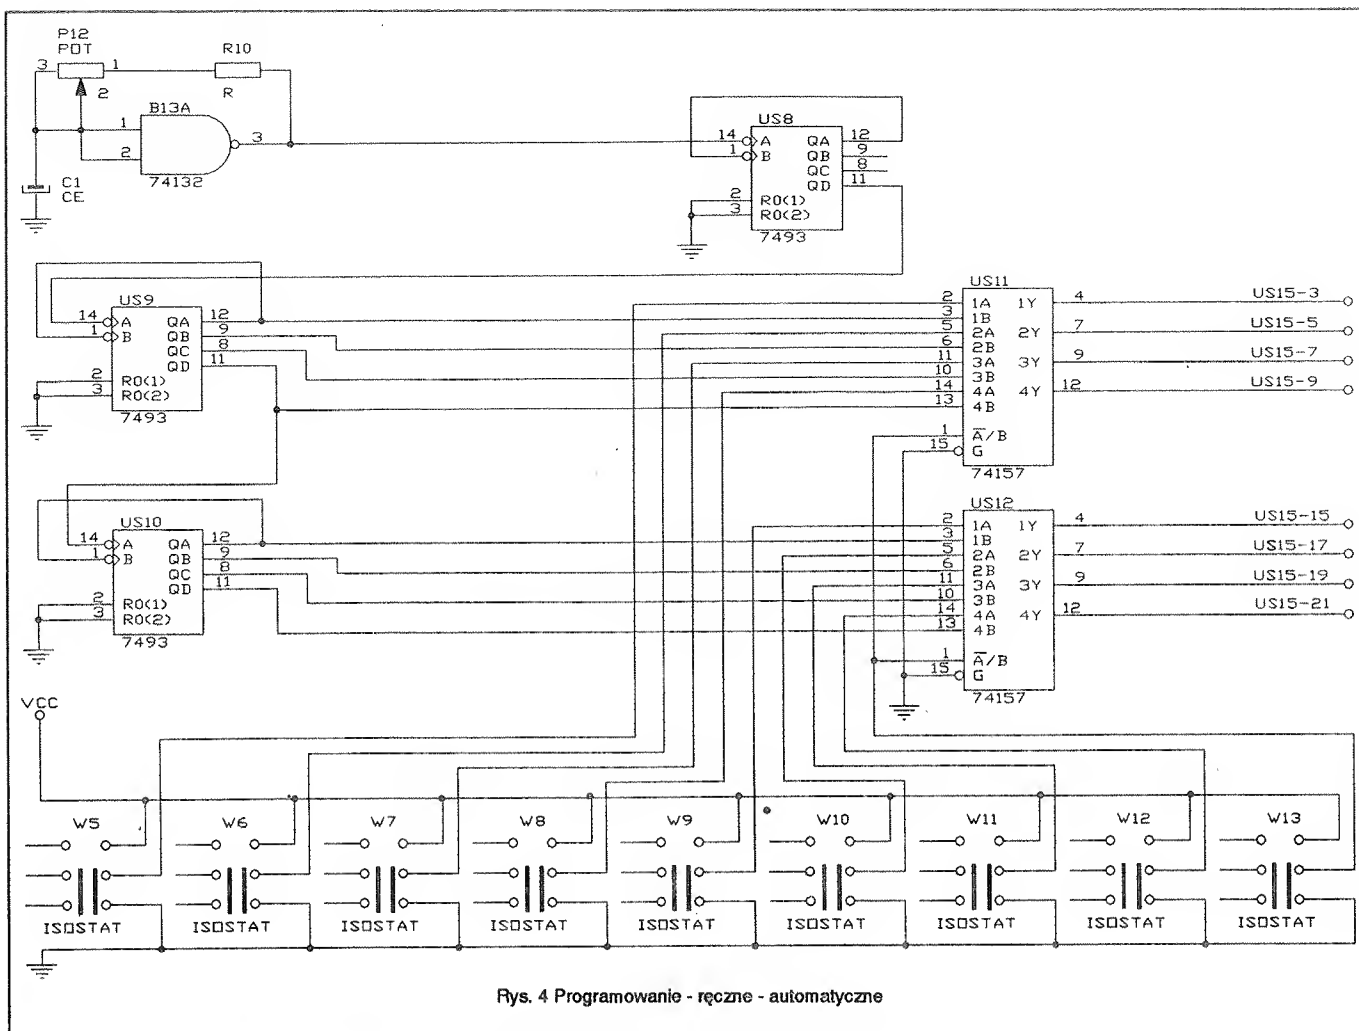 P12
POT
3 1
2
R10
R
B13A
1
2
3
74132
C1
CE
US8
14 A QA 12
1 B QB 9
QC 8
QD 11
2 R0(1)
3 R0(2)
7493
US9
14 A QA 12
1 B QB 9
QC 8
QD 11
2 R0(1)
3 R0(2)
7493
US11
2 1A 1Y 4 US15-3
3 1B
5 2A 2Y 7 US15-5
6 2B
11 3A 3Y 9 US15-7
10 3B
14 4A 4Y 12 US15-9
13 4B
1 A/B
15 G
74157
US10
14 A QA 12
1 B QB 9
QC 8
QD 11
2 R0(1)
3 R0(2)
7493
US12
2 1A 1Y 4 US15-15
3 1B
5 2A 2Y 7 US15-17
6 2B
11 3A 3Y 9 US15-19
10 3B
14 4A 4Y 12 US15-21
13 4B
1 A/B
15 G
74157
VCC
W5 W6 W7 W8 W9 W10 W11 W12 W13
ISOSTAT ISOSTAT ISOSTAT ISOSTAT ISOSTAT ISOSTAT ISOSTAT ISOSTAT ISOSTAT
Rys. 4 Programowanie - ręczne - automatyczne